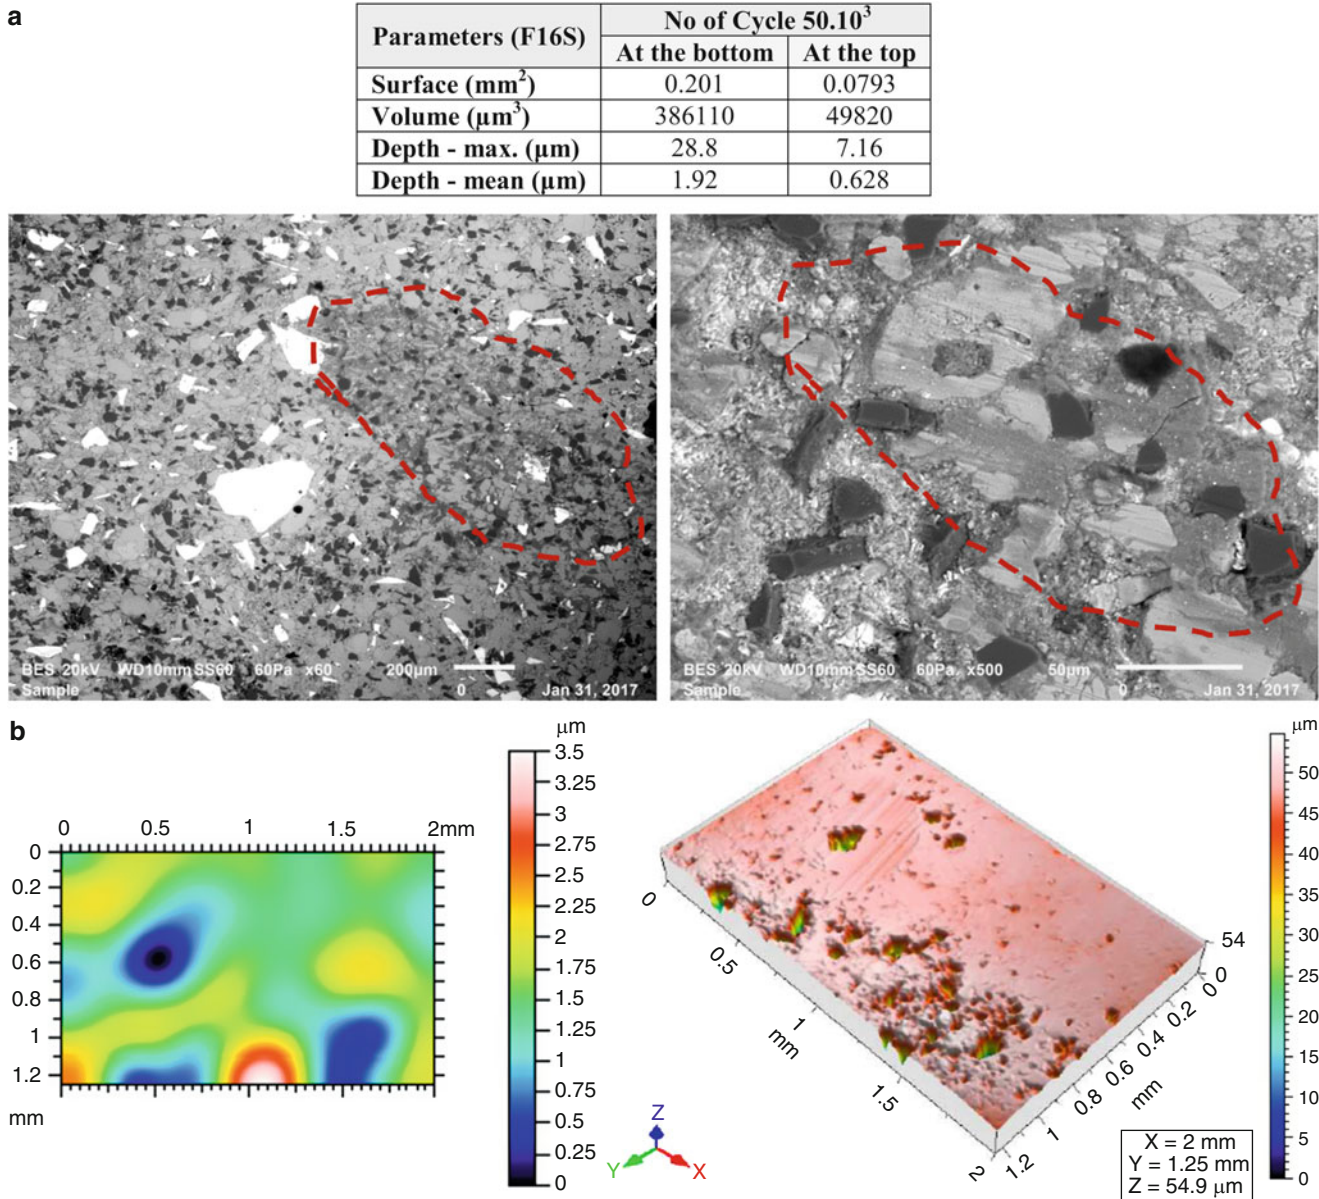 a
Parameters (F16S)
No of Cycle 50.10³
At the bottom At the top
Surface (mm²) 0.201 0.0793
Volume (μm³) 386110 49820
Depth - max. (μm) 28.8 7.16
Depth - mean (μm) 1.92 0.628
BES 20kV WD10mm SS60 60Pa x60 200μm
Sample 0 Jan 31, 2017
BES 20kV WD10mm SS60 60Pa x500 50μm
Sample 0 Jan 31, 2017
b
0 0.5 1 1.5 2mm
0
0.2
0.4
0.6
0.8
1
1.2
mm
μm
3.5
3.25
3
2.75
2.5
2.25
2
1.75
1.5
1.25
1
0.75
0.5
0.25
0
Z
Y
X
0
0.5
1
mm
1.5
2
54
0
0
0.2
0.4
0.6
0.8
1
1.2
mm
μm
50
45
40
35
30
25
20
15
10
5
0
X = 2 mm
Y = 1.25 mm
Z = 54.9 μm